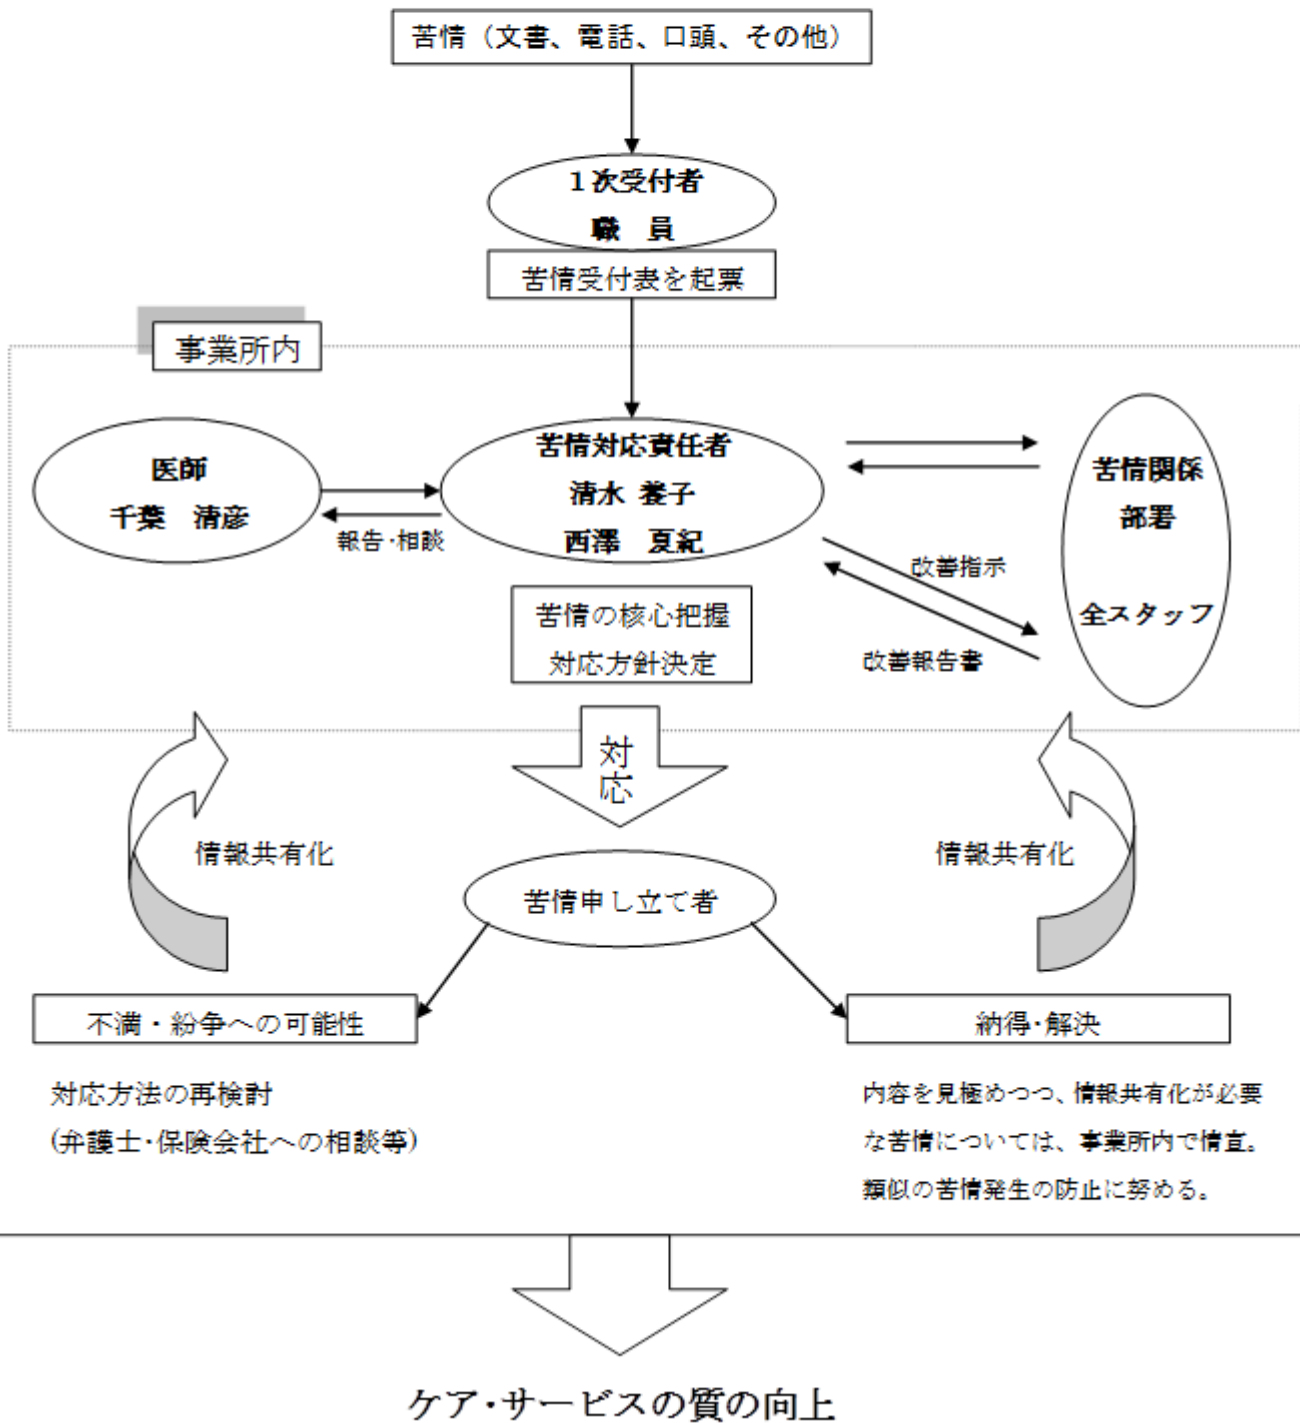 苦情（文書、電話、口頭、その他）
１次受付者
職　員
苦情受付表を起票
事業所内
医師
千葉　清彦
報告・相談
苦情対応責任者
清水 養子
西澤　夏紀
苦情の核心把握
対応方針決定
苦情関係
部署
全スタッフ
改善指示
改善報告書
対応
情報共有化
情報共有化
苦情申し立て者
不満・紛争への可能性
対応方法の再検討
(弁護士・保険会社への相談等)
納得・解決
内容を見極めつつ、情報共有化が必要
な苦情については、事業所内で情宣。
類似の苦情発生の防止に努める。
ケア・サービスの質の向上